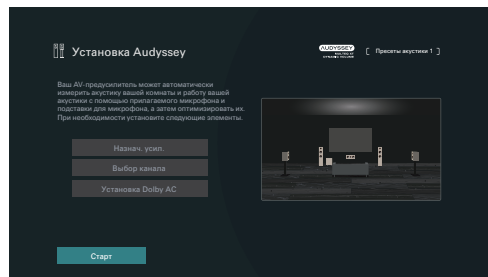 Установка Audyssey
AUDYSSEY
[ Пресеты акустики 1 ]
Ваш AV-предусилитель может автоматически
измерить акустику вашей комнаты и работу вашей
акустики с помощью прилагаемого микрофона и
подставки для микрофона, а затем оптимизировать их.
При необходимости установите следующие элементы.
Назнач. усил.
Выбор канала
Установка Dolby AC
Старт